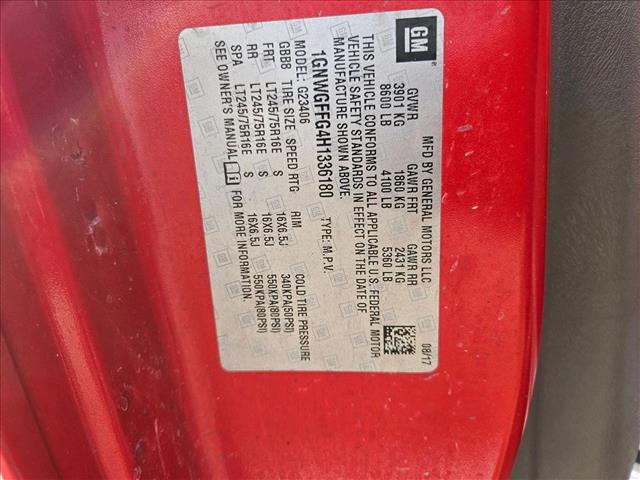 GM
MFD BY GENERAL MOTORS LLC 08/17
GVWR GAWR FRT GAWR RR
3901 KG 1860 KG 2431 KG
8600 LB 4100 LB 5360 LB
THIS VEHICLE CONFORMS TO ALL APPLICABLE U.S. FEDERAL MOTOR
VEHICLE SAFETY STANDARDS IN EFFECT ON THE DATE OF
MANUFACTURE SHOWN ABOVE.
1GNWGFFG4H1336180 TYPE: M.P.V.
MODEL: G23406
GBB8 TIRE SIZE SPEED RTG RIM COLD TIRE PRESSURE
FRT LT245/75R16E S 16X6.5J 340KPA(50PSI)
RR LT245/75R16E S 16X6.5J 550KPA(80PSI)
SPA LT245/75R16E S 16X6.5J 550KPA(80PSI)
SEE OWNER'S MANUAL i FOR MORE INFORMATION.